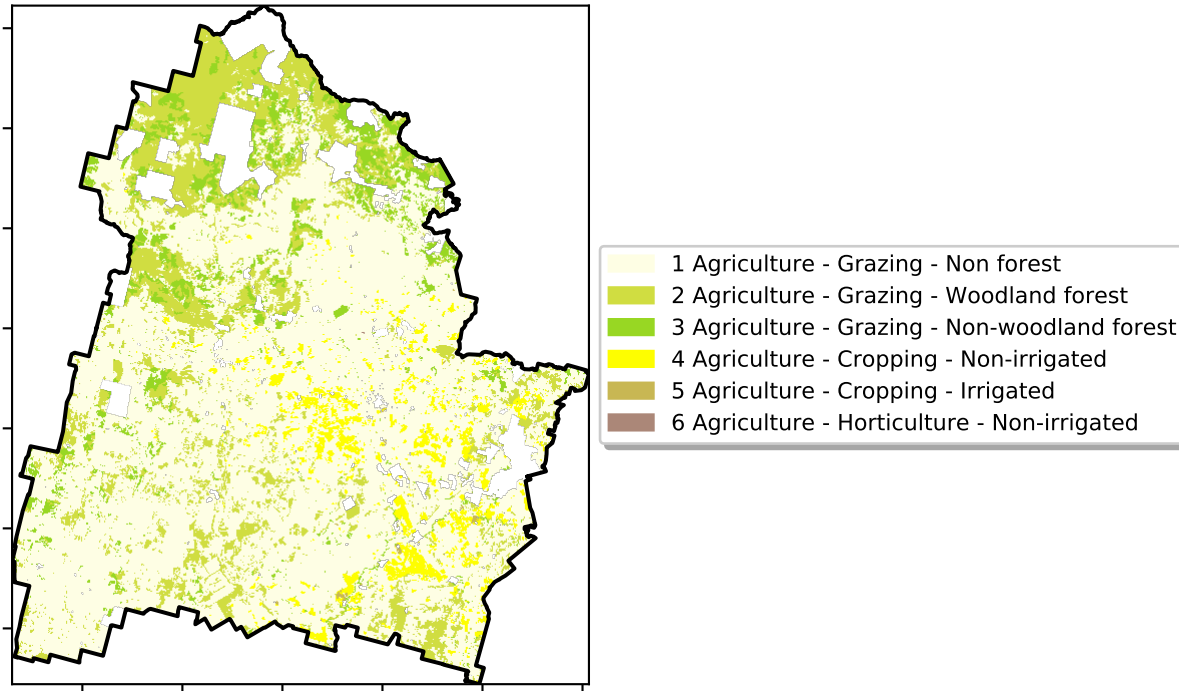 1 Agriculture - Grazing - Non forest
2 Agriculture - Grazing - Woodland forest
3 Agriculture - Grazing - Non-woodland forest
4 Agriculture - Cropping - Non-irrigated
5 Agriculture - Cropping - Irrigated
6 Agriculture - Horticulture - Non-irrigated